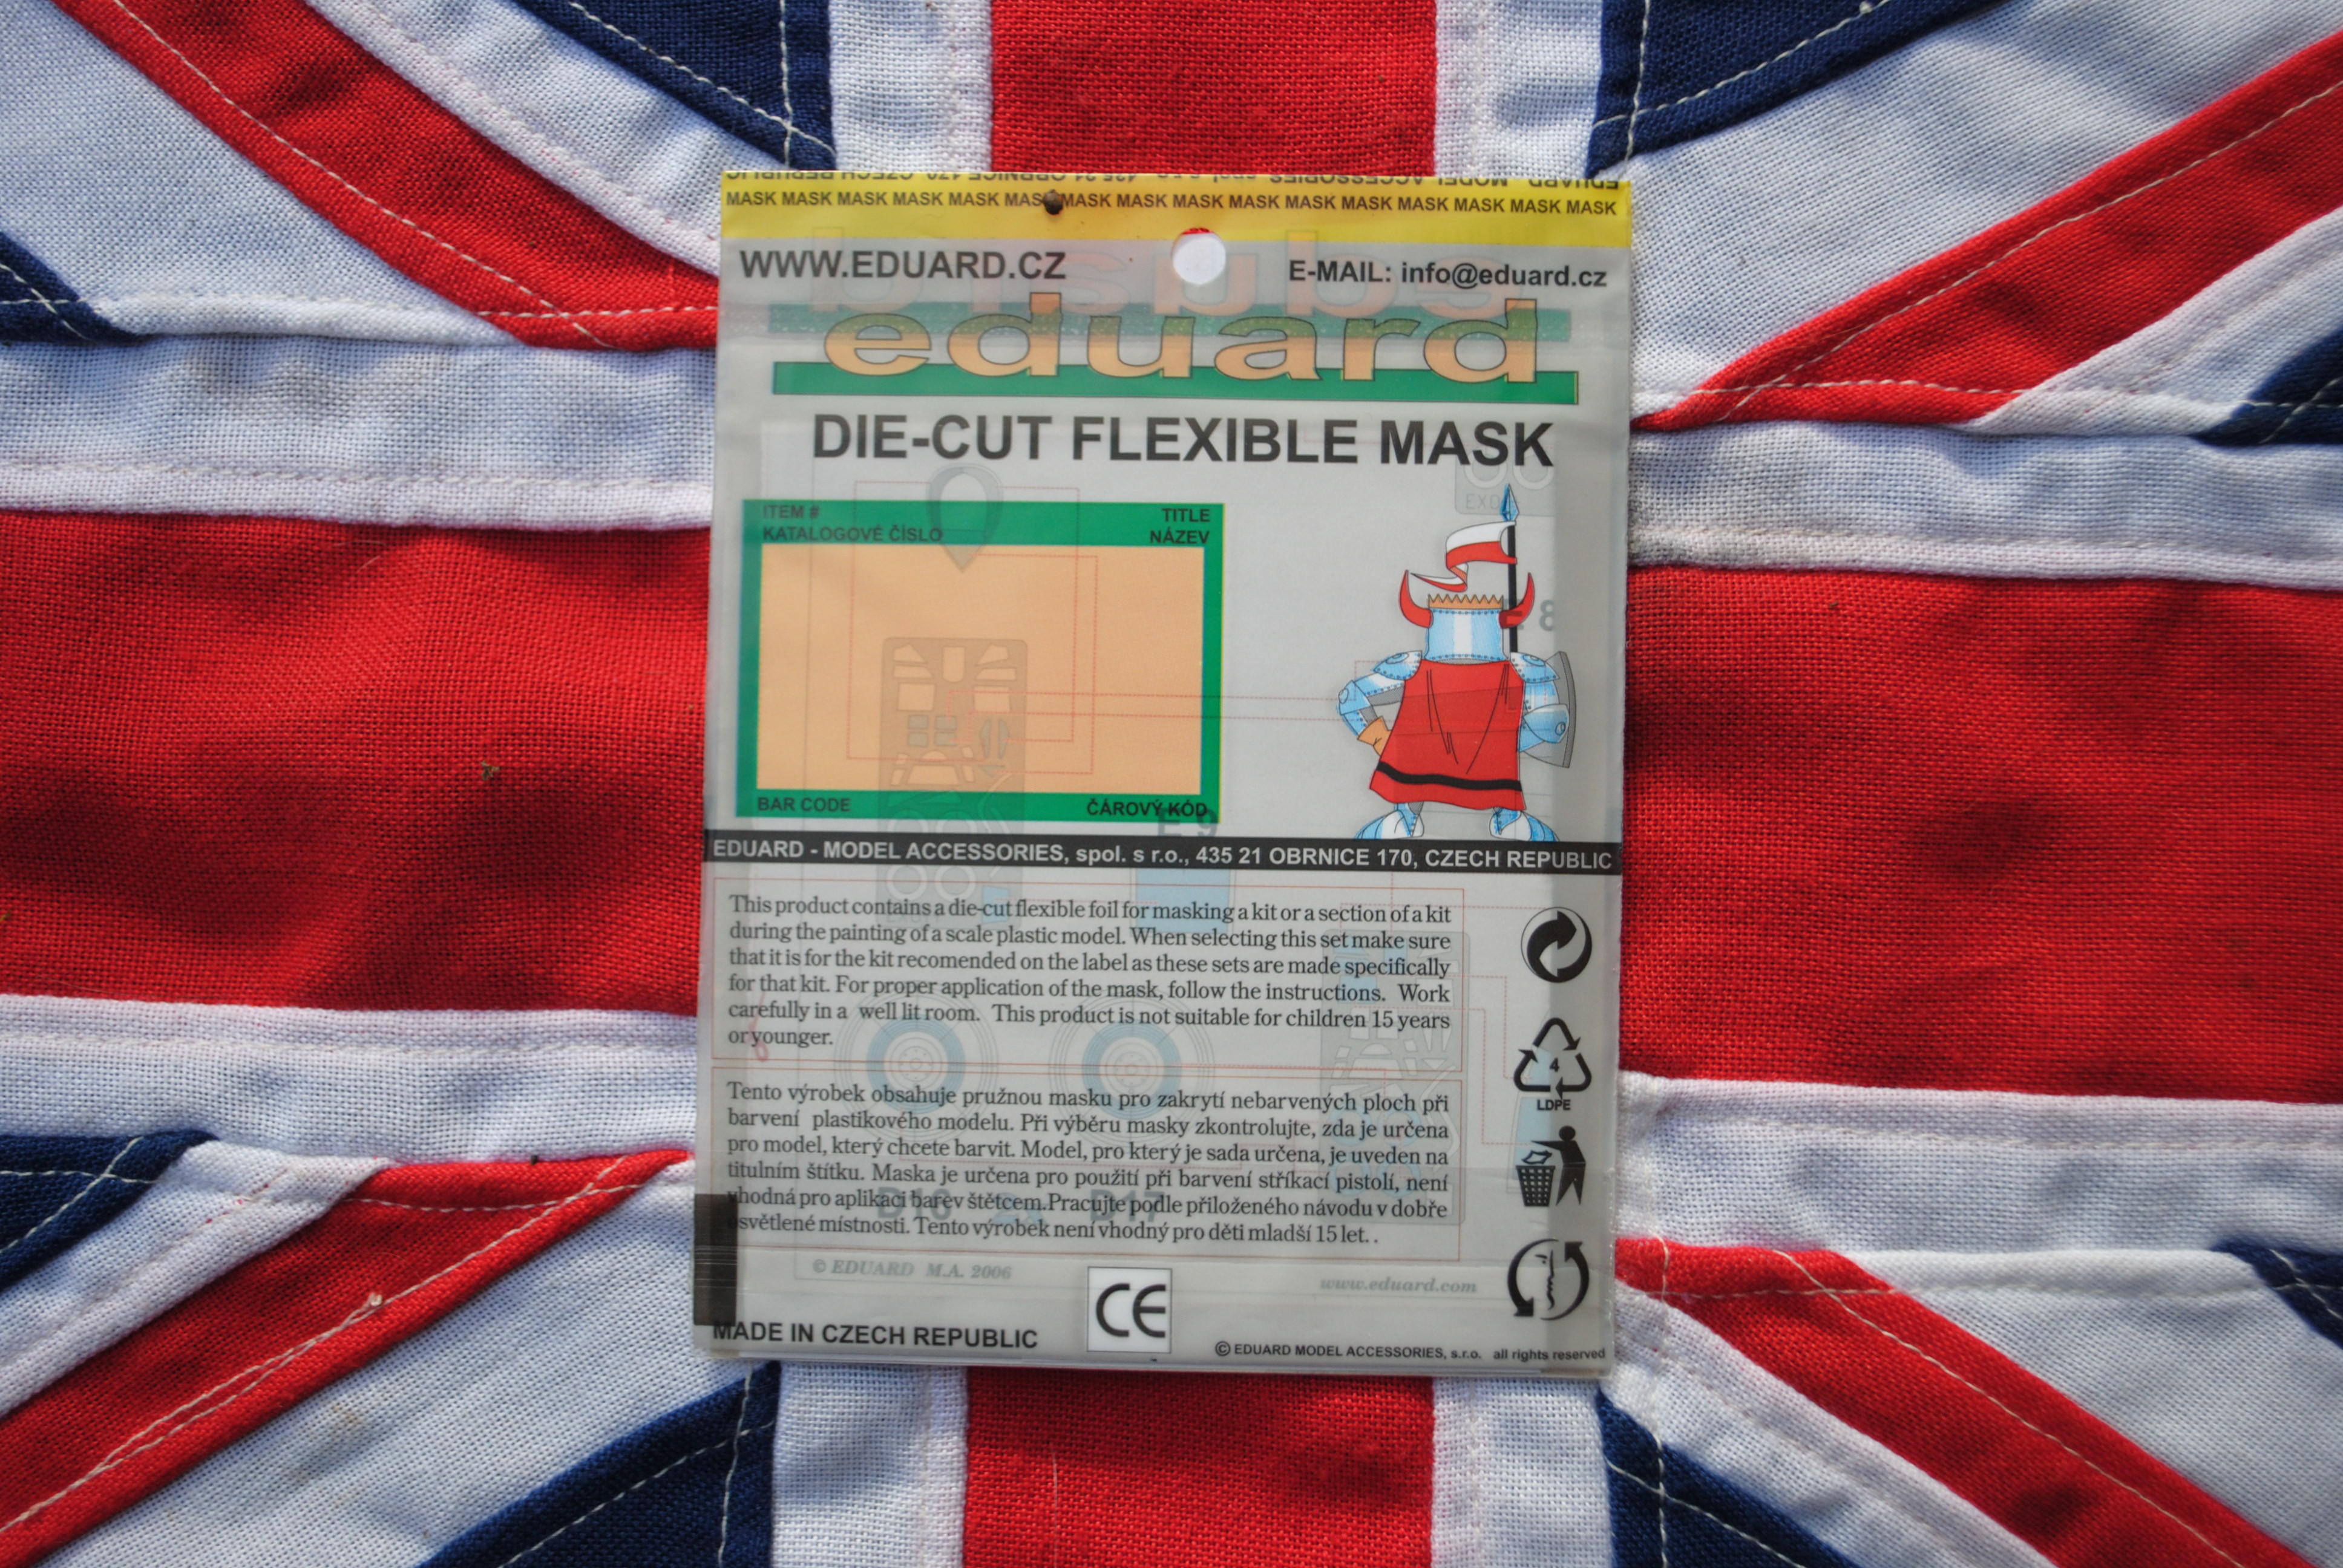 MASK MASK MASK MASK MASK MASK MASK MASK MASK MASK MASK MASK MASK MASK MASK MASK
WWW.EDUARD.CZ
E-MAIL: info@eduard.cz
eduard
DIE-CUT FLEXIBLE MASK
ITEM #
TITLE
KATALOGOVÉ ČÍSLO
NÁZEV
E 8
BAR CODE
ČÁROVÝ KÓD
E 9
EDUARD - MODEL ACCESSORIES, spol. s r.o., 435 21 OBRNICE 170, CZECH REPUBLIC
This product contains a die-cut flexible foil for masking a kit or a section of a kit
during the painting of a scale plastic model. When selecting this set make sure
that it is for the kit recomended on the label as these sets are made specifically
for that kit. For proper application of the mask, follow the instructions. Work
carefully in a well lit room. This product is not suitable for children 15 years
or younger.
4
LDPE
Tento výrobek obsahuje pružnou masku pro zakrytí nebarvených ploch při
barvení plastikového modelu. Při výběru masky zkontrolujte, zda je určena
pro model, který chcete barvit. Model, pro který je sada určena, je uveden na
titulním štítku. Maska je určena pro použití při barvení stříkací pistolí, není
vhodná pro aplikaci barev štětcem.Pracujte podle přiloženého návodu v dobře
osvětlené místnosti. Tento výrobek není vhodný pro děti mladší 15 let. .
D16
D17
© EDUARD M.A. 2006
www.eduard.com
CE
MADE IN CZECH REPUBLIC
© EDUARD MODEL ACCESSORIES, s.r.o. all rights reserved